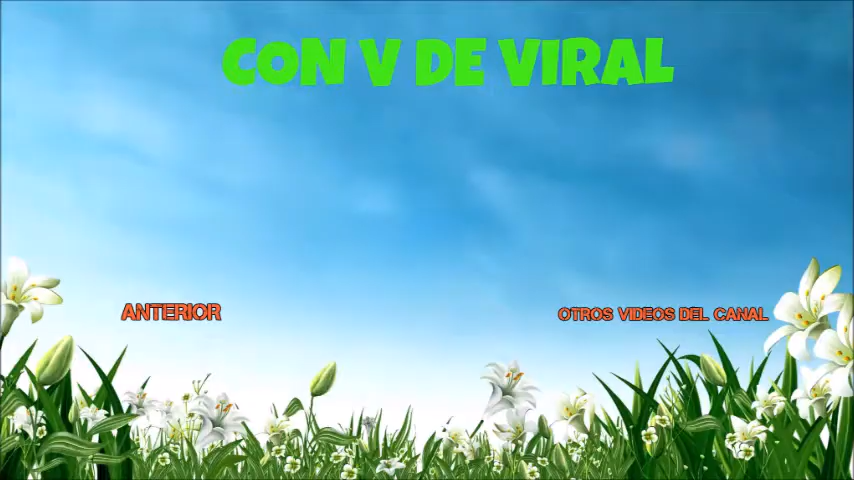 CON V DE VIRAL
ANTERIOR
OTROS VIDEOS DEL CANAL